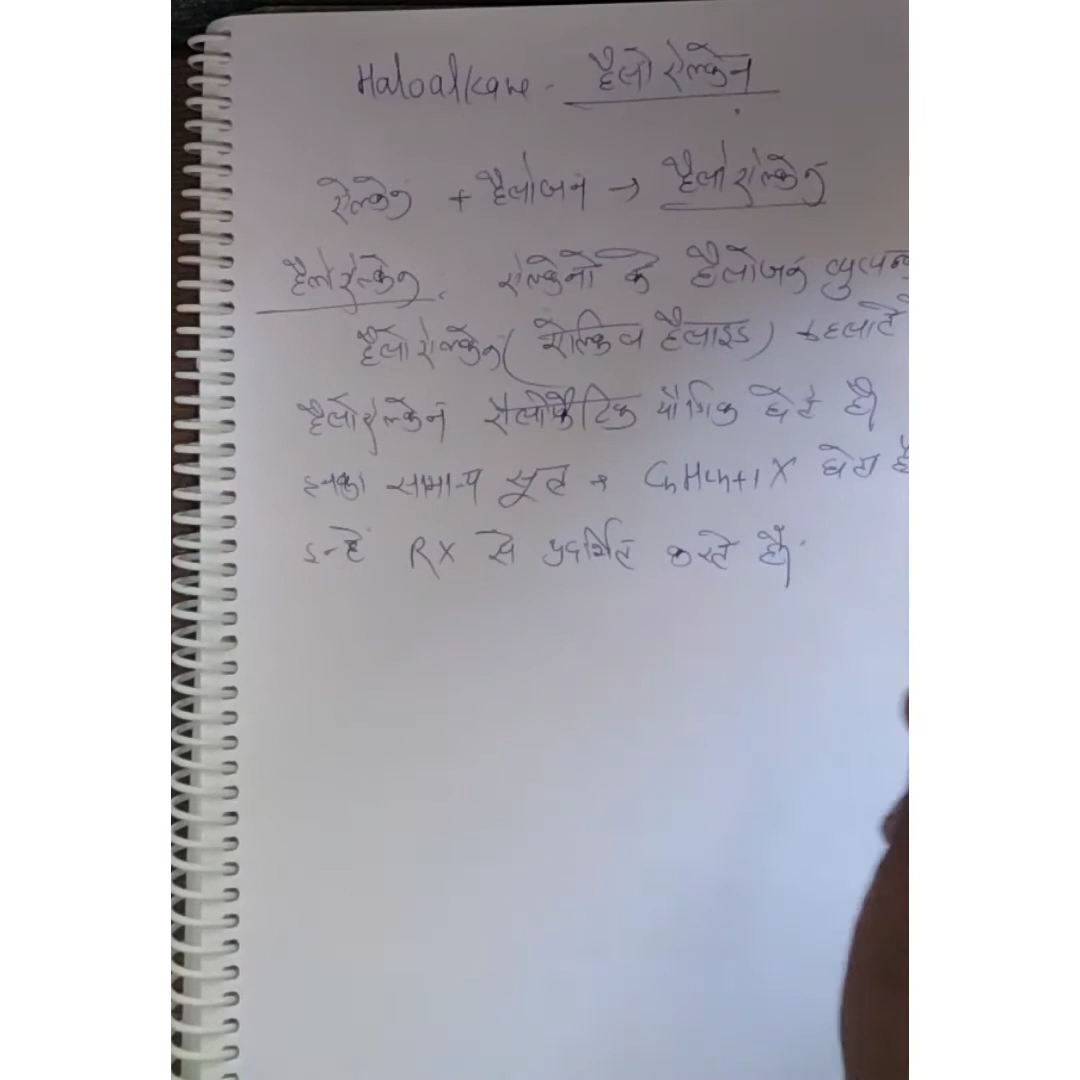 Haloalkane - हैलो ऐल्केन
ऐल्केन + हैलोजन → हैलोऐल्केन
हैलोऐल्केन. ऐल्केनों के हैलोजन व्युत्पन्न
हैलोऐल्केन (ऐल्किल हैलाइड) कहलाते
हैलोऐल्केन ऐलीफैटिक यौगिक होते हैं
इनका सामान्य सूत्र → CnH2n+1X होता है
इन्हें RX से प्रदर्शित करते हैं.